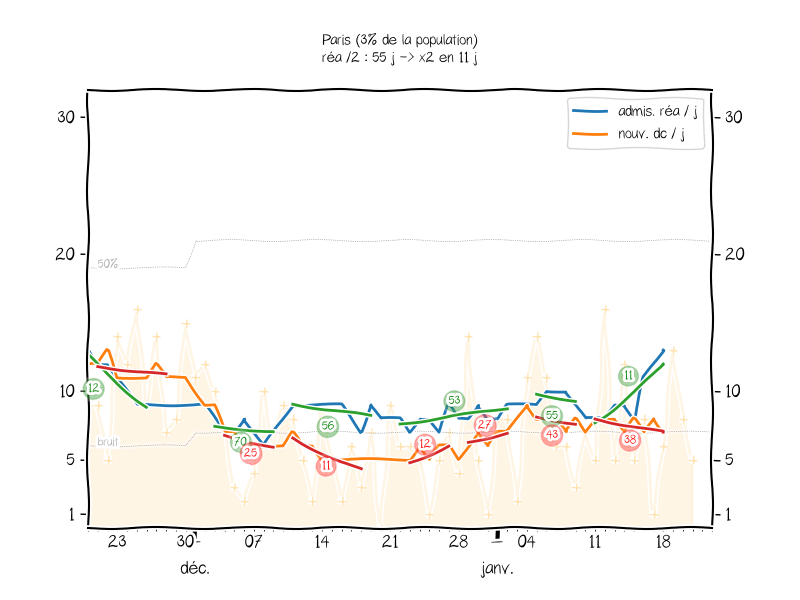 Paris (3% de la population)
réa /2 : 55 j -> x2 en 11 j
admis. réa / j
nouv. dc / j
30 30
20 20
50%
10 10
bruit
5 5
1 1
12
70
25
56
11
12
53
27
55
43
11
38
23 30 07 14 21 28 04 11 18
déc. janv.